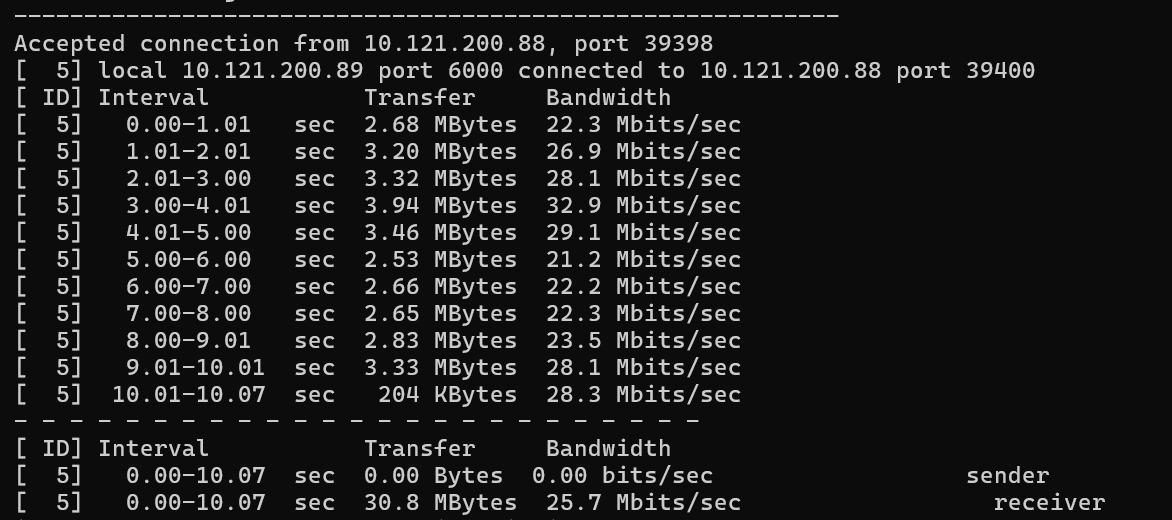 ------------------------------------------------------------
Accepted connection from 10.121.200.88, port 39398
[  5] local 10.121.200.89 port 6000 connected to 10.121.200.88 port 39400
[ ID] Interval           Transfer     Bandwidth
[  5]   0.00-1.01   sec  2.68 MBytes  22.3 Mbits/sec
[  5]   1.01-2.01   sec  3.20 MBytes  26.9 Mbits/sec
[  5]   2.01-3.00   sec  3.32 MBytes  28.1 Mbits/sec
[  5]   3.00-4.01   sec  3.94 MBytes  32.9 Mbits/sec
[  5]   4.01-5.00   sec  3.46 MBytes  29.1 Mbits/sec
[  5]   5.00-6.00   sec  2.53 MBytes  21.2 Mbits/sec
[  5]   6.00-7.00   sec  2.66 MBytes  22.2 Mbits/sec
[  5]   7.00-8.00   sec  2.65 MBytes  22.3 Mbits/sec
[  5]   8.00-9.01   sec  2.83 MBytes  23.5 Mbits/sec
[  5]   9.01-10.01  sec  3.33 MBytes  28.1 Mbits/sec
[  5]  10.01-10.07  sec   204 KBytes  28.3 Mbits/sec
- - - - - - - - - - - - - - - - - - - - - - - - -
[ ID] Interval           Transfer     Bandwidth
[  5]   0.00-10.07  sec  0.00 Bytes  0.00 bits/sec                  sender
[  5]   0.00-10.07  sec  30.8 MBytes  25.7 Mbits/sec                  receiver